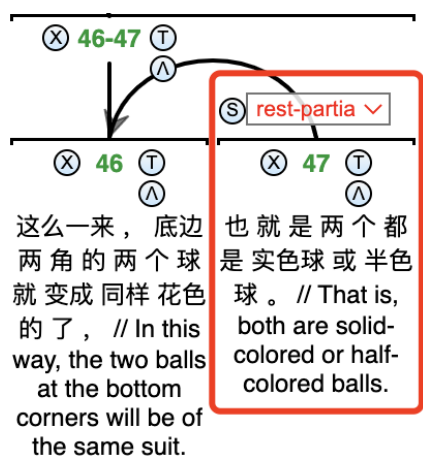 X 46-47 T
Λ
S rest-partia
X 46 T
Λ
这么一来 ， 底边
两 角 的 两 个 球
就 变成 同样 花色
的 了 ， // In this
way, the two balls
at the bottom
corners will be of
the same suit.
X 47 T
Λ
也 就 是 两 个 都
是 实色球 或 半色
球 。 // That is,
both are solid-
colored or half-
colored balls.